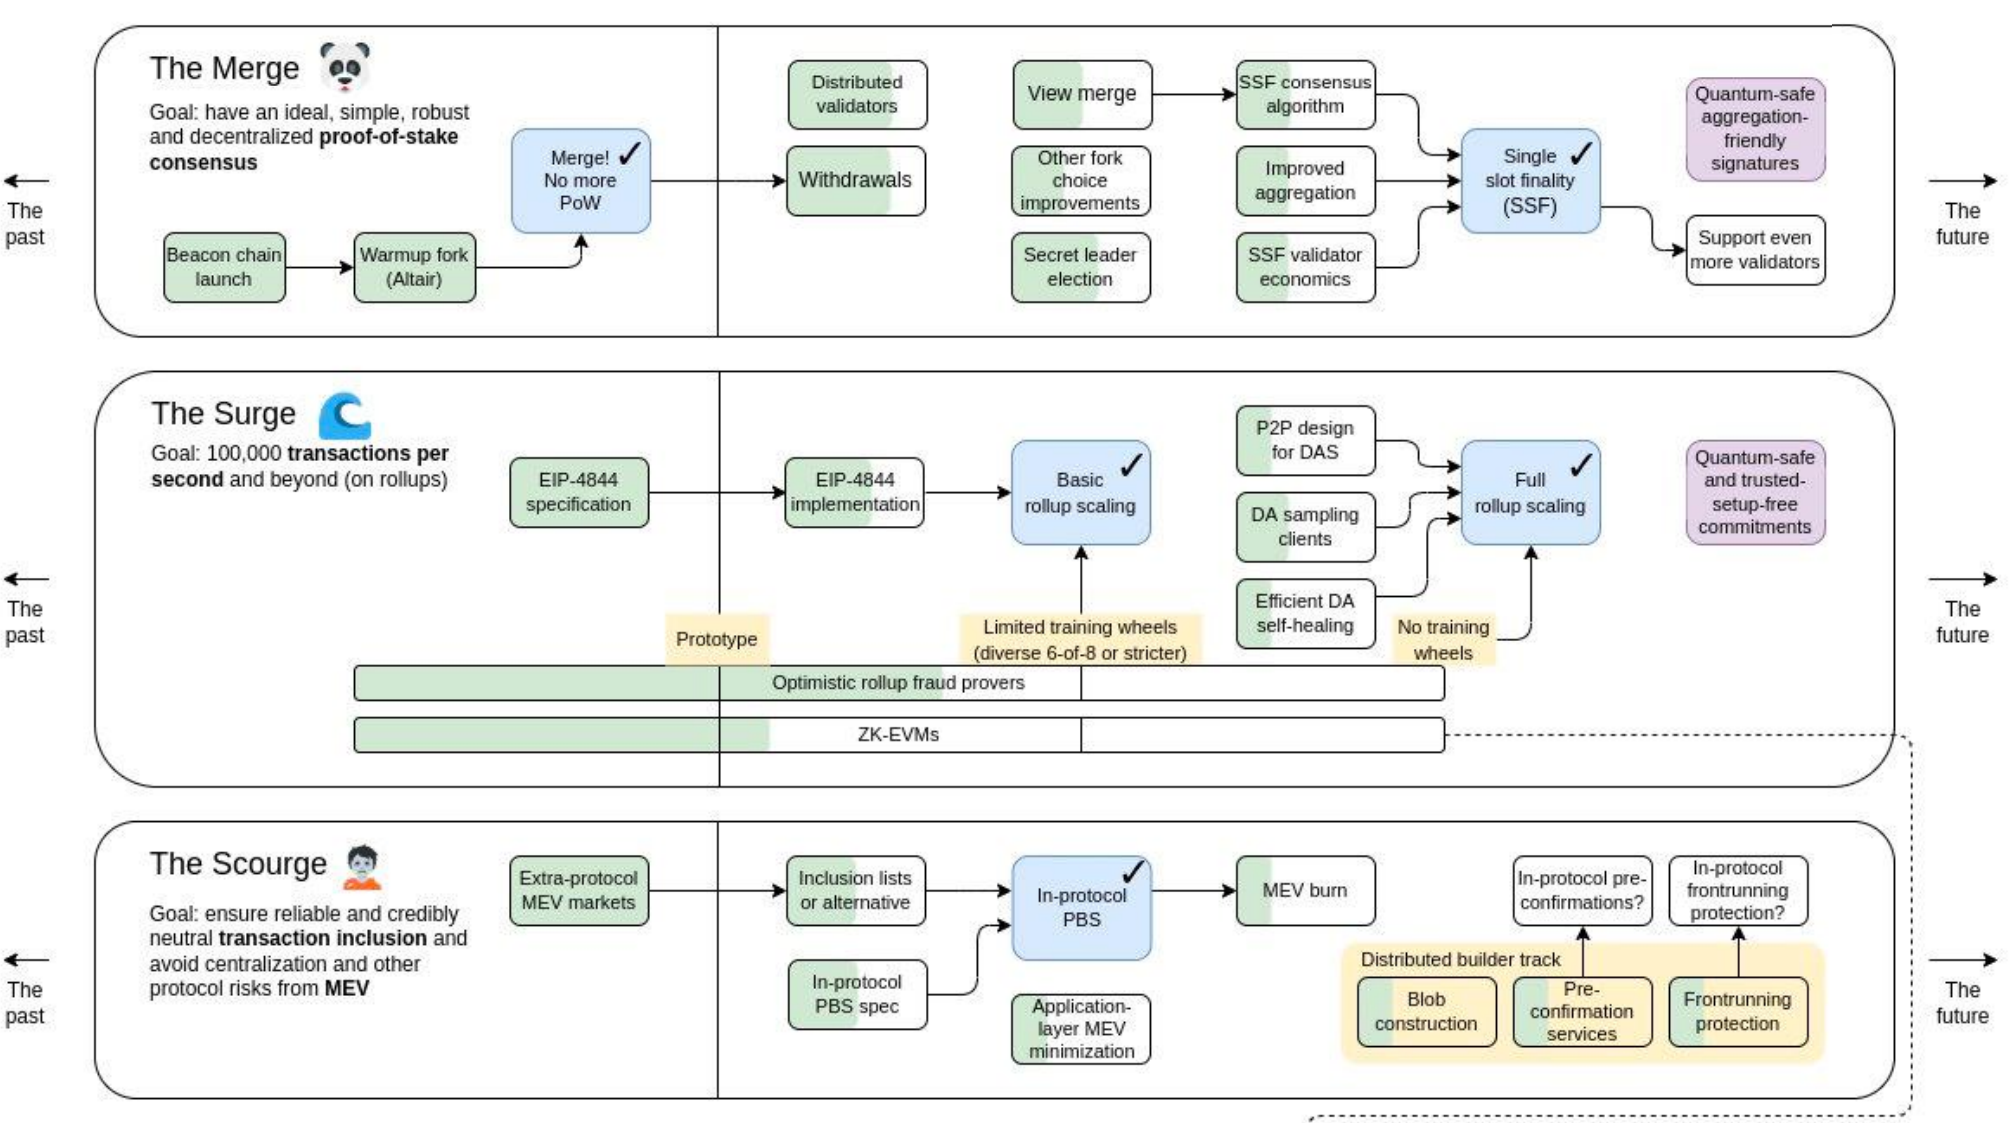 The Merge
Goal: have an ideal, simple, robust
and decentralized proof-of-stake
consensus
Beacon chain
launch
Warmup fork
(Altair)
Merge!
No more
PoW
Distributed
validators
Withdrawals
View merge
Other fork
choice
improvements
Secret leader
election
SSF consensus
algorithm
Improved
aggregation
SSF validator
economics
Single
slot finality
(SSF)
Quantum-safe
aggregation-
friendly
signatures
Support even
more validators
The
past
The
future
The Surge
Goal: 100,000 transactions per
second and beyond (on rollups)
EIP-4844
specification
EIP-4844
implementation
Basic
rollup scaling
P2P design
for DAS
DA sampling
clients
Efficient DA
self-healing
Full
rollup scaling
Quantum-safe
and trusted-
setup-free
commitments
Prototype
Limited training wheels
(diverse 6-of-8 or stricter)
No training
wheels
Optimistic rollup fraud provers
ZK-EVMs
The
past
The
future
The Scourge
Goal: ensure reliable and credibly
neutral transaction inclusion and
avoid centralization and other
protocol risks from MEV
Extra-protocol
MEV markets
Inclusion lists
or alternative
In-protocol
PBS spec
In-protocol
PBS
Application-
layer MEV
minimization
MEV burn
In-protocol pre-
confirmations?
In-protocol
frontrunning
protection?
Distributed builder track
Blob
construction
Pre-
confirmation
services
Frontrunning
protection
The
past
The
future